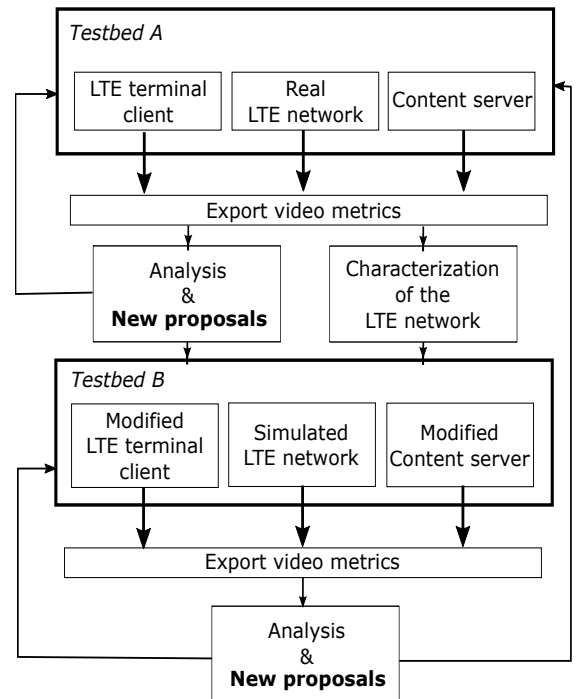 Testbed A
LTE terminal
client
Real
LTE network
Content server
Export video metrics
Analysis
&
New proposals
Characterization
of the
LTE network
Testbed B
Modified
LTE terminal
client
Simulated
LTE network
Modified
Content server
Export video metrics
Analysis
&
New proposals